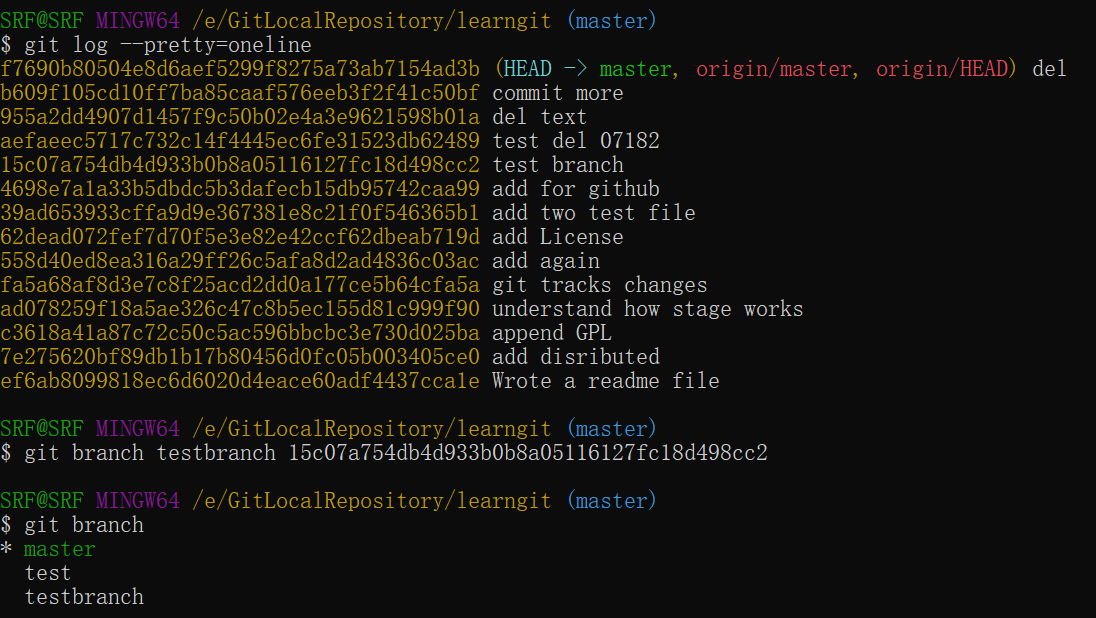 SRF@SRF MINGW64 /e/GitLocalRepository/learngit (master)
$ git log --pretty=oneline
f7690b80504e8d6aef5299f8275a73ab7154ad3b (HEAD -> master, origin/master, origin/HEAD) del
b609f105cd10ff7ba85caaf576eeb3f2f41c50bf commit more
955a2dd4907d1457f9c50b02e4a3e9621598b01a del text
aefaeec5717c732c14f4445ec6fe31523db62489 test del 07182
15c07a754db4d933b0b8a05116127fc18d498cc2 test branch
4698e7a1a33b5dbdc5b3dafecb15db95742caa99 add for github
39ad653933cffa9d9e367381e8c21f0f546365b1 add two test file
62dead072fef7d70f5e3e82e42ccf62dbeab719d add License
558d40ed8ea316a29ff26c5afa8d2ad4836c03ac add again
fa5a68af8d3e7c8f25acd2dd0a177ce5b64cfa5a git tracks changes
ad078259f18a5ae326c47c8b5ec155d81c999f90 understand how stage works
c3618a41a87c72c50c5ac596bbcbc3e730d025ba append GPL
7e275620bf89db1b17b80456d0fc05b003405ce0 add disributed
ef6ab8099818ec6d6020d4eace60adf4437cca1e Wrote a readme file
SRF@SRF MINGW64 /e/GitLocalRepository/learngit (master)
$ git branch testbranch 15c07a754db4d933b0b8a05116127fc18d498cc2
SRF@SRF MINGW64 /e/GitLocalRepository/learngit (master)
$ git branch
* master
test
testbranch